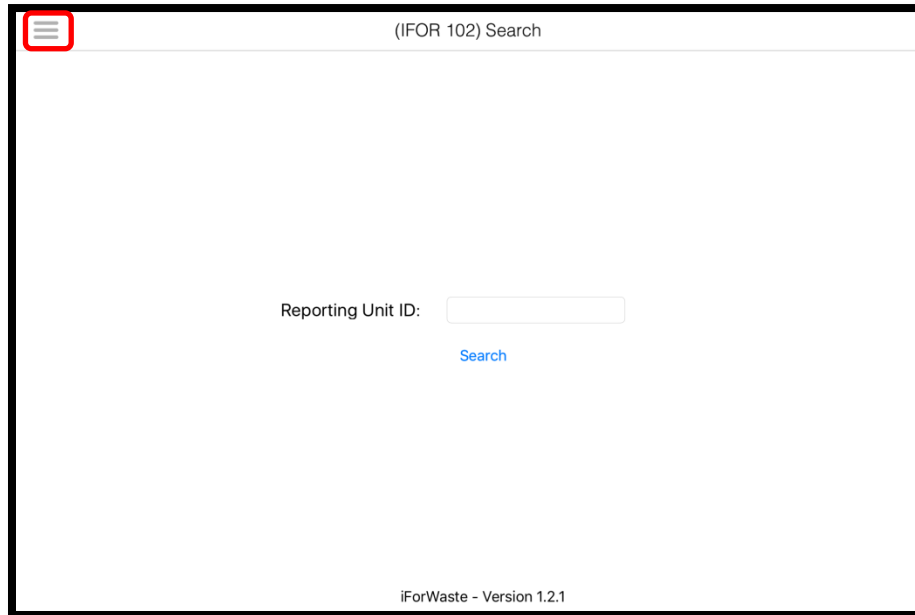 (IFOR 102) Search
Reporting Unit ID:
Search
iForWaste - Version 1.2.1